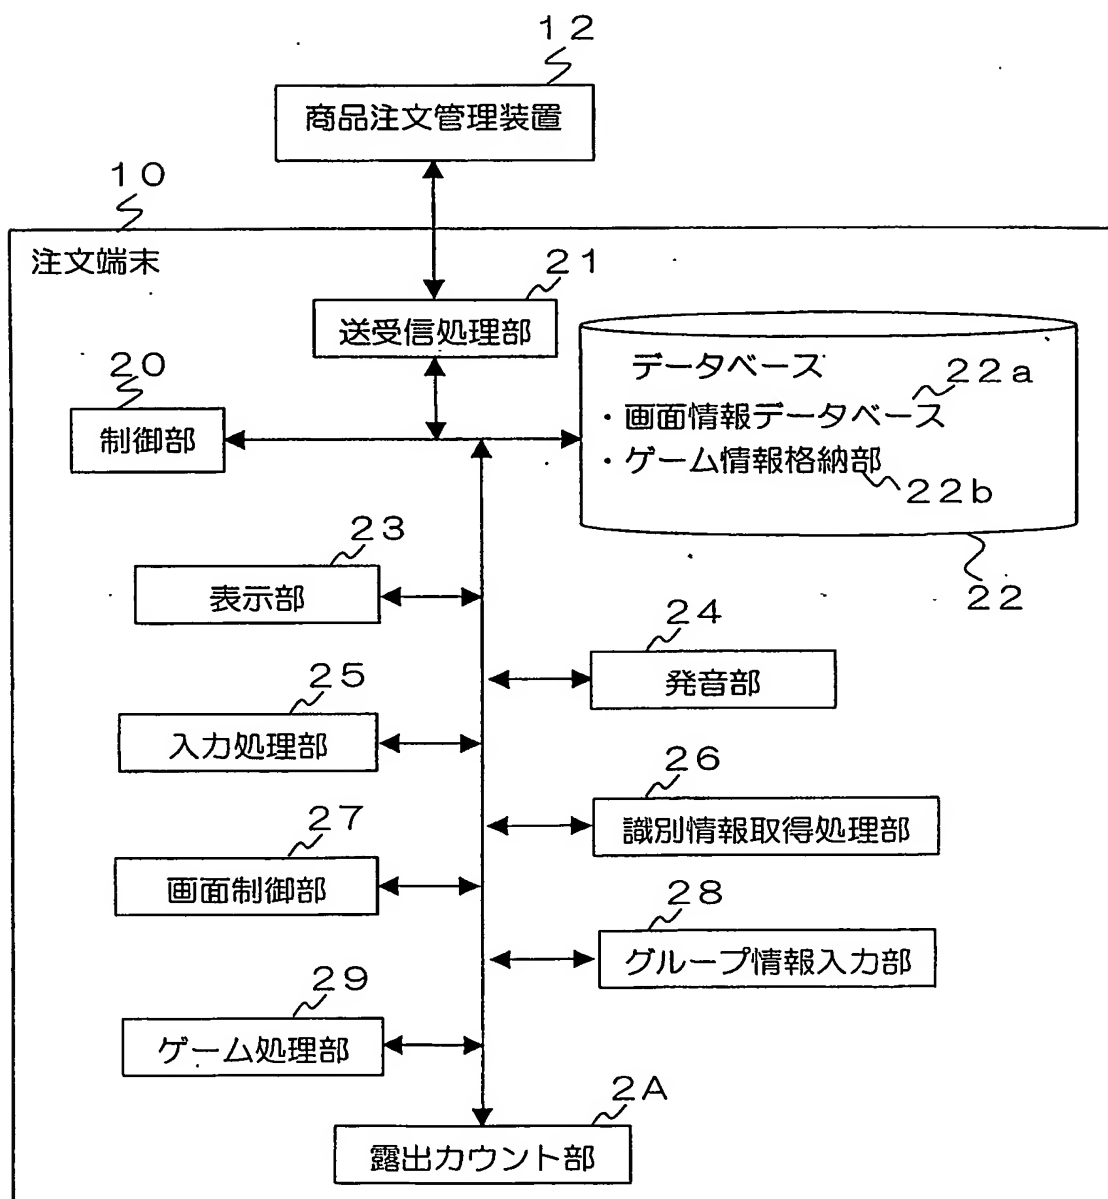 12
商品注文管理装置
10
注文端末
21
送受信処理部
20
制御部
データベース
22a
・画面情報データベース
・ゲーム情報格納部
22b
22
23
表示部
24
発音部
25
入力処理部
26
識別情報取得処理部
27
画面制御部
28
グループ情報入力部
29
ゲーム処理部
2A
露出カウント部